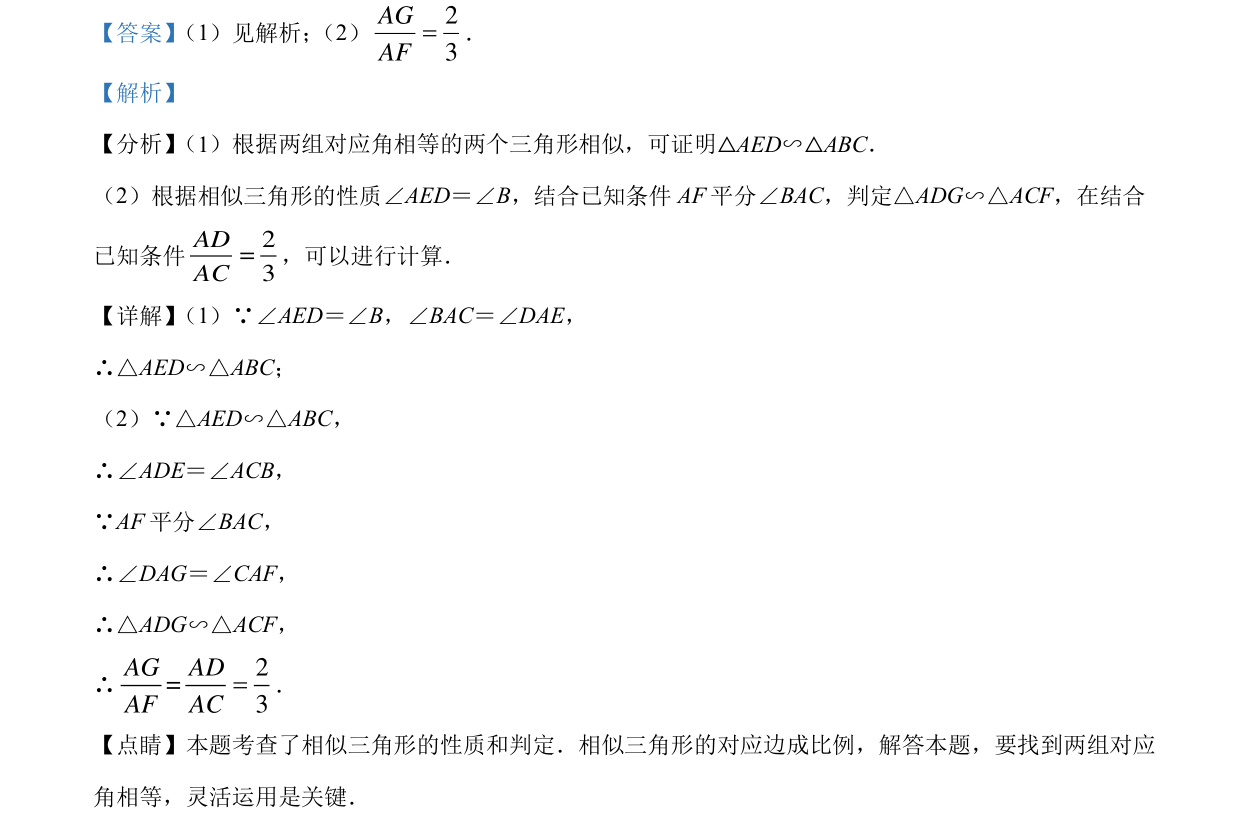 【答案】（1）见解析；（2）AG/AF＝2/3．
【解析】
【分析】（1）根据两组对应角相等的两个三角形相似，可证明△AED∽△ABC．
（2）根据相似三角形的性质∠AED＝∠B，结合已知条件 AF 平分∠BAC，判定△ADG∽△ACF，在结合
已知条件 AD/AC＝2/3，可以进行计算．
【详解】（1）∵∠AED＝∠B，∠BAC＝∠DAE，
∴△AED∽△ABC；
（2）∵△AED∽△ABC，
∴∠ADE＝∠ACB，
∵AF 平分∠BAC，
∴∠DAG＝∠CAF，
∴△ADG∽△ACF，
∴AG/AF＝AD/AC＝2/3．
【点睛】本题考查了相似三角形的性质和判定．相似三角形的对应边成比例，解答本题，要找到两组对应
角相等，灵活运用是关键．